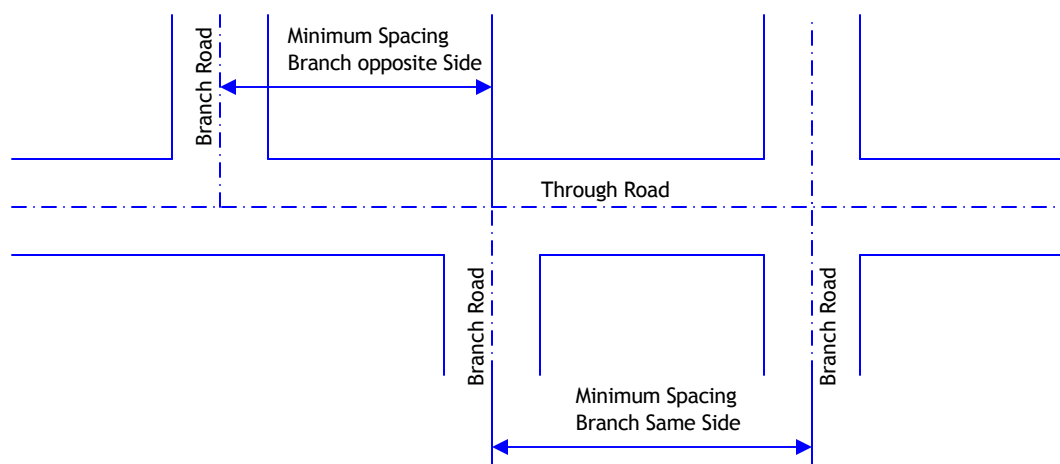 Minimum Spacing
Branch opposite Side
Branch Road
Through Road
Branch Road
Branch Road
Minimum Spacing
Branch Same Side